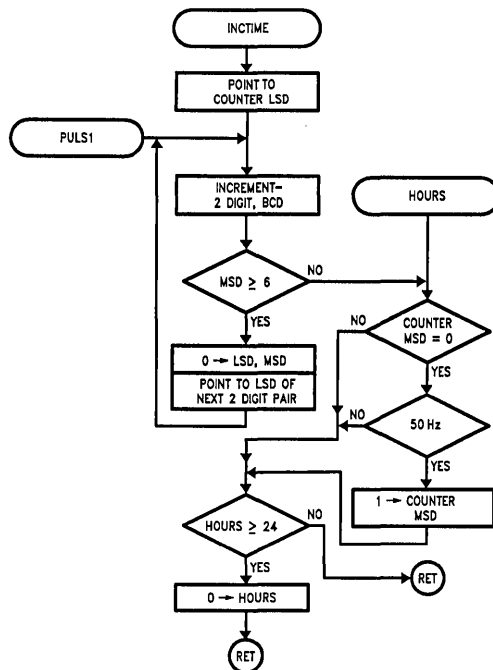 INCTIME
POINT TO
COUNTER LSD
PULS1
INCREMENT-
2 DIGIT, BCD
HOURS
MSD ≥ 6
NO
YES
COUNTER
MSD = 0
NO
YES
0 → LSD, MSD
POINT TO LSD OF
NEXT 2 DIGIT PAIR
50 Hz
NO
YES
1 → COUNTER
MSD
HOURS ≥ 24
NO
YES
RET
0 → HOURS
RET